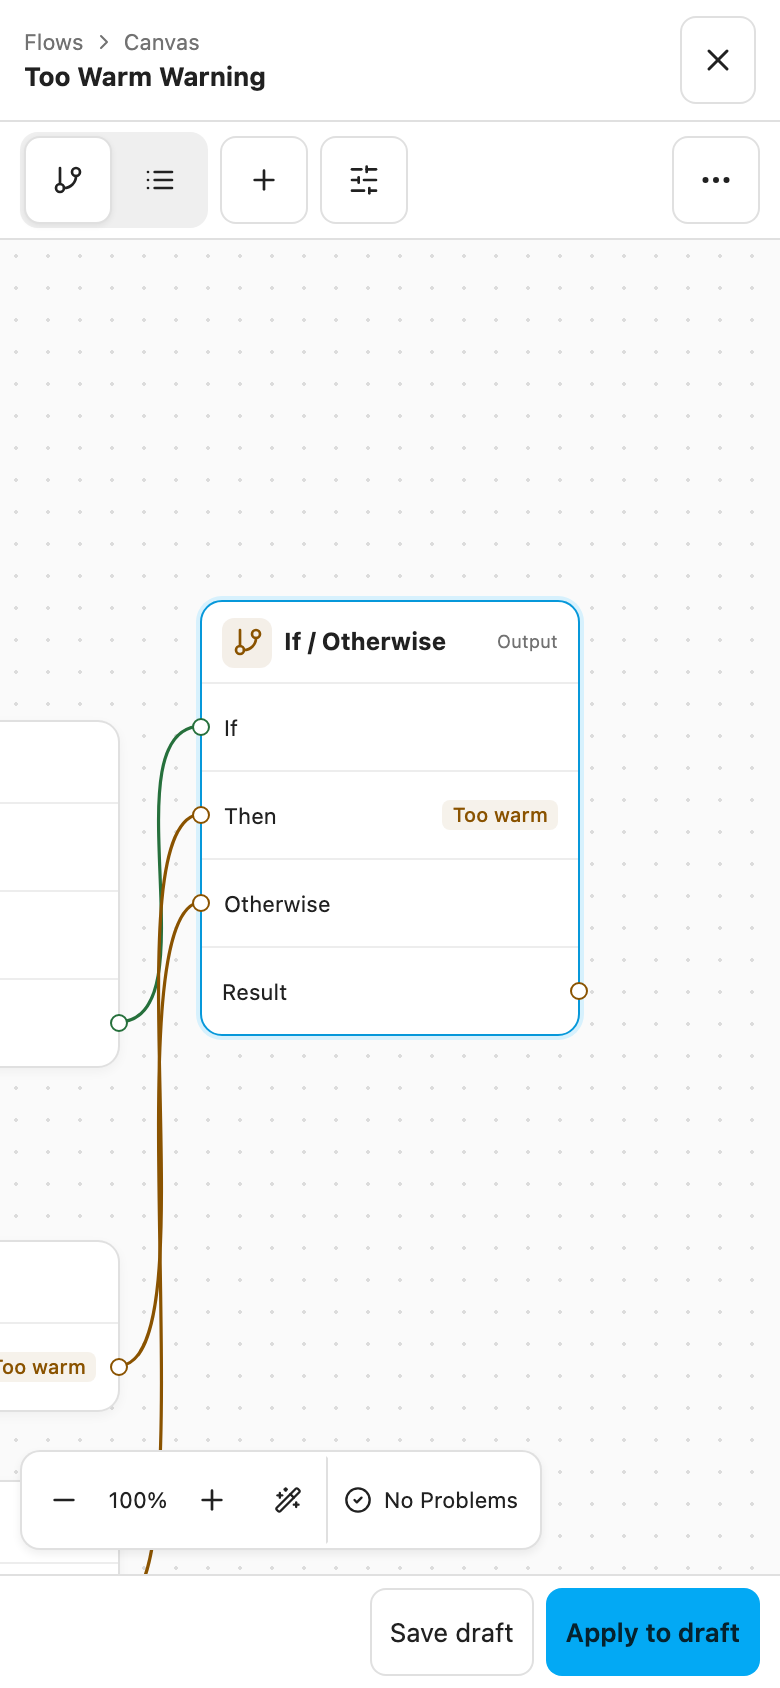 Flows > Canvas
Too Warm Warning
If / Otherwise Output
If
Then Too warm
Otherwise
Result
Too warm
100% No Problems
Save draft Apply to draft